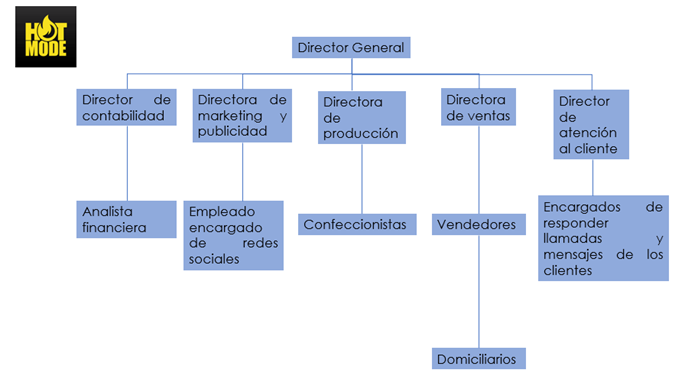 HOT
MODE
Director General
Director de
contabilidad
Directora de
marketing y
publicidad
Directora
de
producción
Directora
de ventas
Director
de
atención
al cliente
Analista
financiera
Empleado
encargado
de redes
sociales
Confeccionistas
Vendedores
Encargados de
responder
llamadas y
mensajes de los
clientes
Domiciliarios